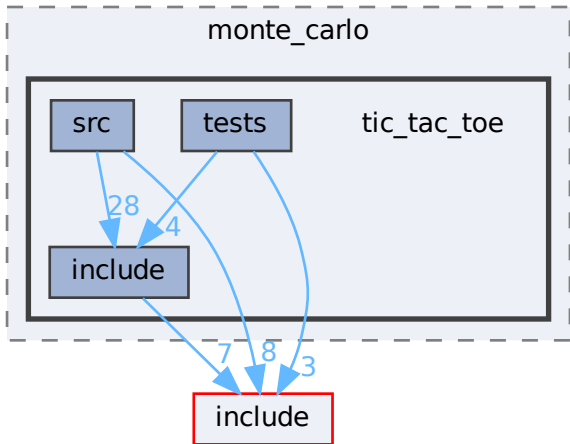 monte_carlo
src
tests
tic_tac_toe
28
4
include
7
8
3
include